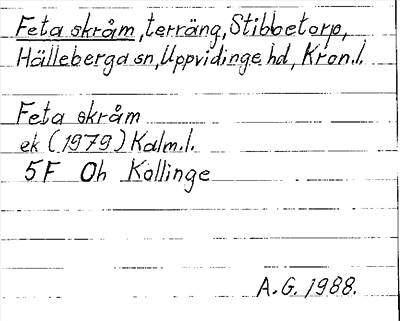 Feta skråm, terräng, Stibbetorp,
Hälleberga sn, Uppvidinge hd, Kron.l.
Feta skråm
ek (1979) Kalm.l.
5F Oh Kollinge
A.G. 1988.